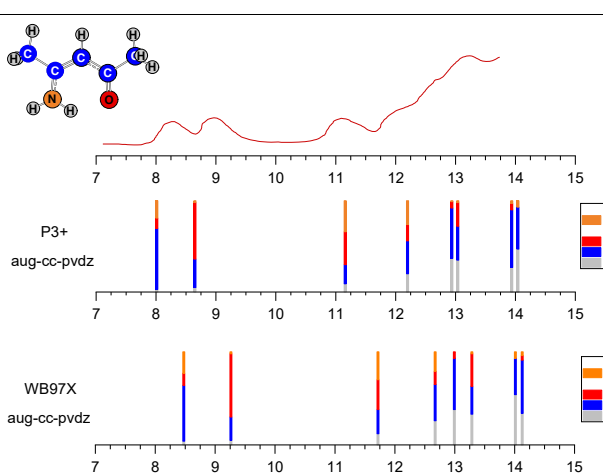 H
H C H H C H H
C C C
H N H O
7 8 9 10 11 12 13 14 15
P3+
aug-cc-pvdz
7 8 9 10 11 12 13 14 15
WB97X
aug-cc-pvdz
7 8 9 10 11 12 13 14 15